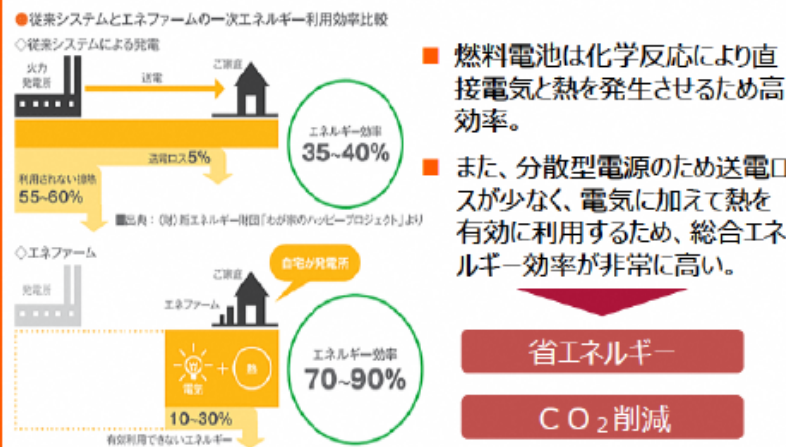 ●従来システムとエネファームの一次エネルギー利用効率比較
◇従来システムによる発電
火力
発電所
送電
ご家庭
エネルギー効率
35~40%
送電ロス5%
利用されない排熱
55~60%
■出典：（財）新エネルギー財団「わが家のハッピープロジェクト」より
◇エネファーム
発電所
ご家庭
自宅が発電所
エネファーム
電気
+
熱
エネルギー効率
70~90%
10~30%
有効利用できないエネルギー
■ 燃料電池は化学反応により直
接電気と熱を発生させるため高
効率。
■ また、分散型電源のため送電ロ
スが少なく、電気に加えて熱を
有効に利用するため、総合エネ
ルギー効率が非常に高い。
省エネルギー
ＣＯ₂削減